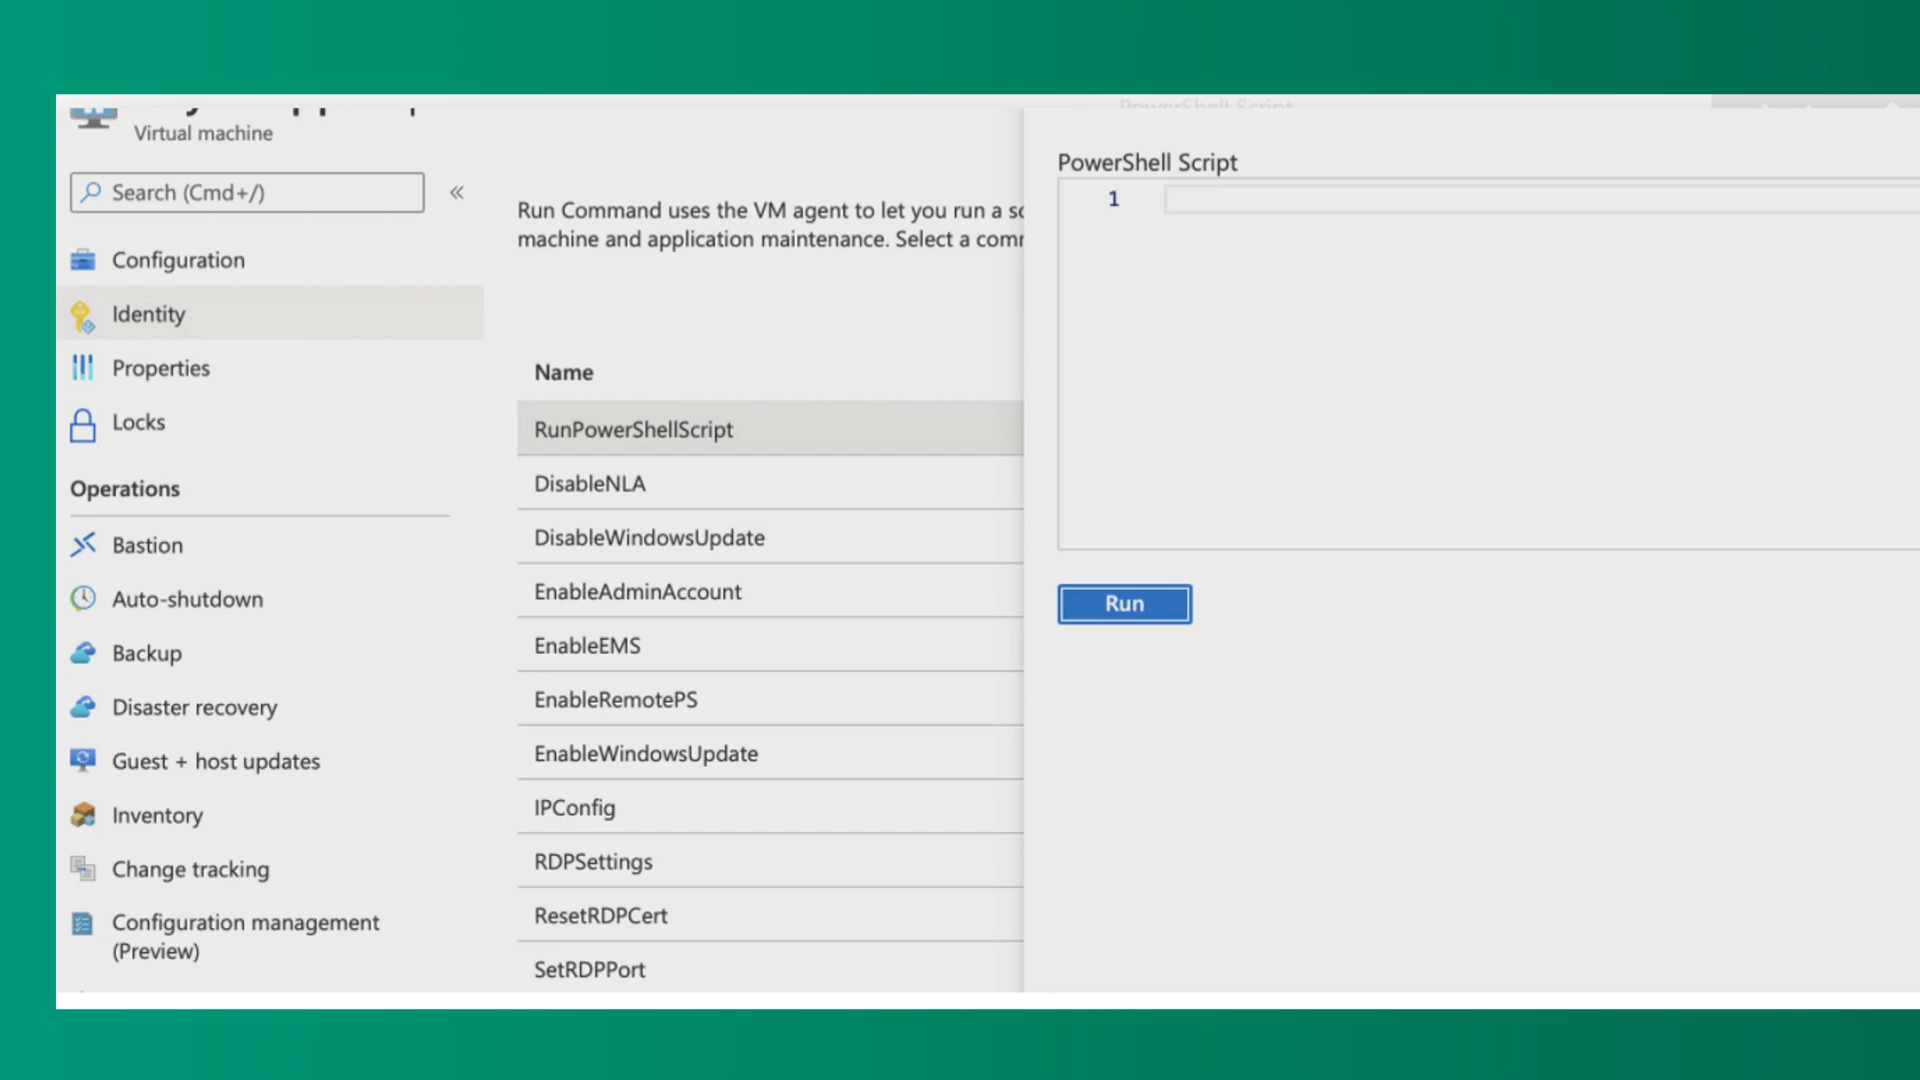 Virtual machine
Search (Cmd+/)
«
Configuration
Identity
Properties
Locks
Operations
Bastion
Auto-shutdown
Backup
Disaster recovery
Guest + host updates
Inventory
Change tracking
Configuration management
(Preview)
Run Command uses the VM agent to let you run a
machine and application maintenance. Select a
Name
RunPowerShellScript
DisableNLA
DisableWindowsUpdate
EnableAdminAccount
EnableEMS
EnableRemotePS
EnableWindowsUpdate
IPConfig
RDPSettings
ResetRDPCert
SetRDPPort
PowerShell Script
PowerShell Script
1
Run